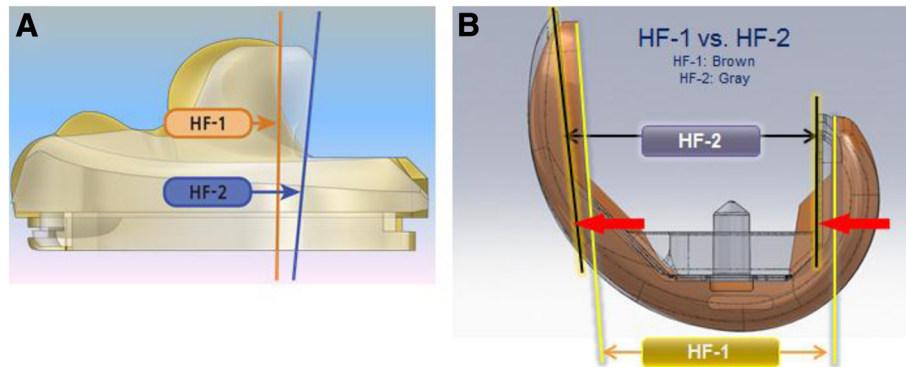 A
HF-1
HF-2
B
HF-1 vs. HF-2
HF-1: Brown
HF-2: Gray
HF-2
HF-1